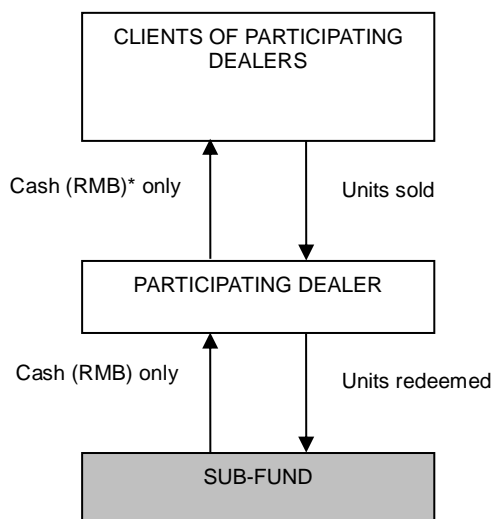 CLIENTS OF PARTICIPATING
DEALERS
Cash (RMB)* only
Units sold
PARTICIPATING DEALER
Cash (RMB) only
Units redeemed
SUB-FUND